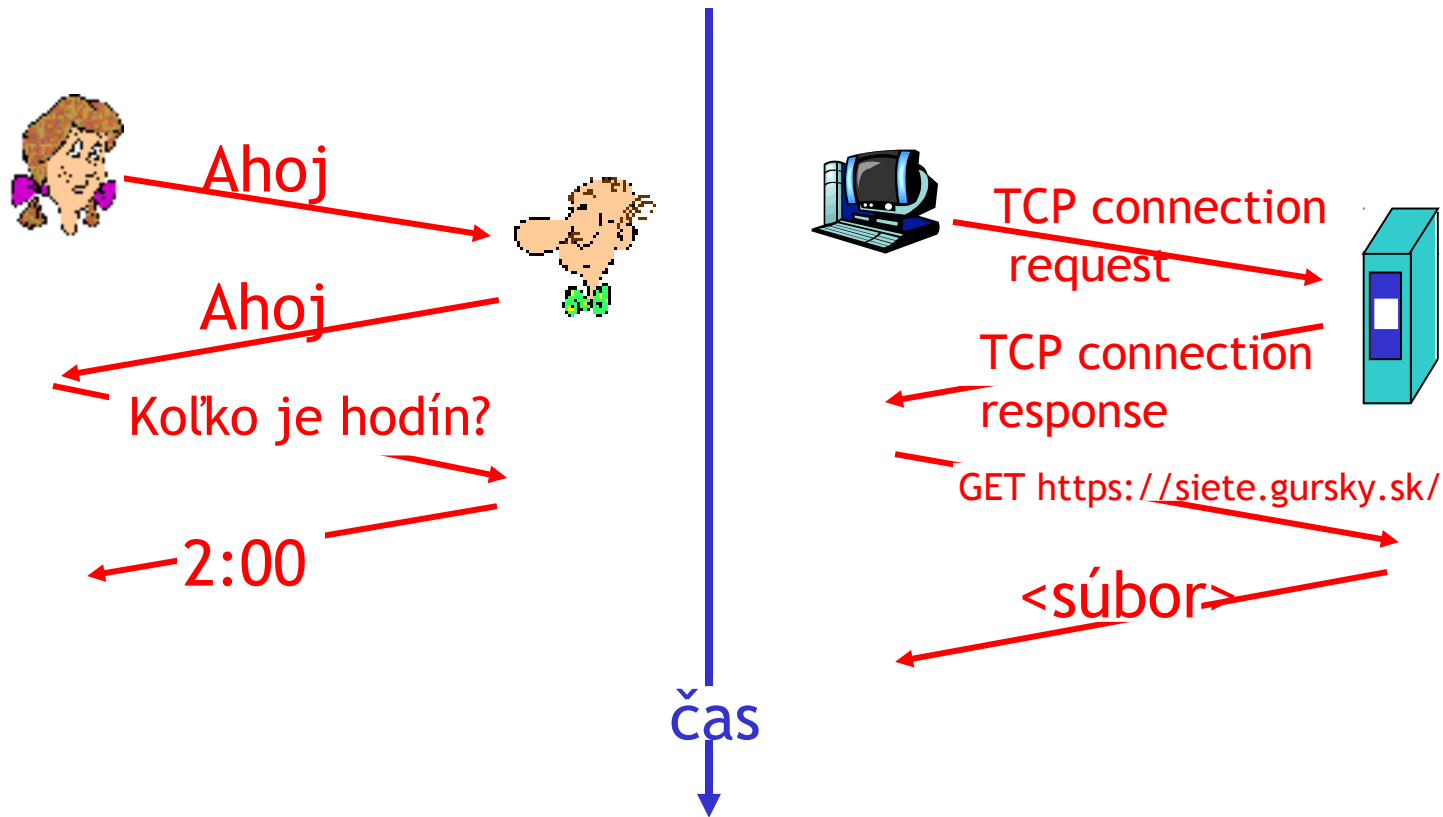 Ahoj
Ahoj
Koľko je hodín?
2:00
čas
TCP connection
request
TCP connection
response
GET https://siete.gursky.sk/
<súbor>